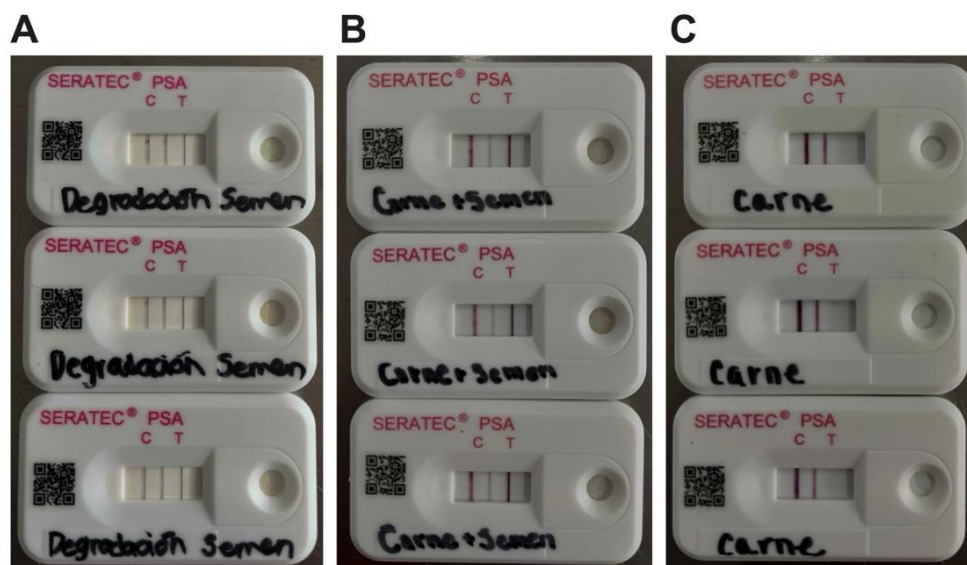 A
B
C
SERATEC® PSA
C T
Degradación Semen
SERATEC® PSA
C T
Degradación Semen
SERATEC® PSA
C T
Degradación Semen
SERATEC® PSA
C T
Carne + Semen
SERATEC® PSA
C T
Carne + Semen
SERATEC® PSA
C T
Carne + Semen
SERATEC® PSA
C T
Carne
SERATEC® PSA
C T
Carne
SERATEC® PSA
C T
Carne